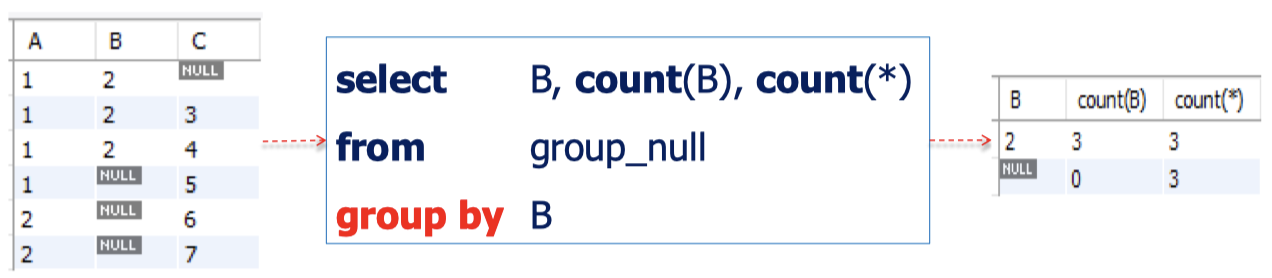 A B C
1 2 NULL
1 2 3
1 2 4
1 NULL 5
2 NULL 6
2 NULL 7
select B, count(B), count(*)
from group_null
group by B
B count(B) count(*)
2 3 3
NULL 0 3